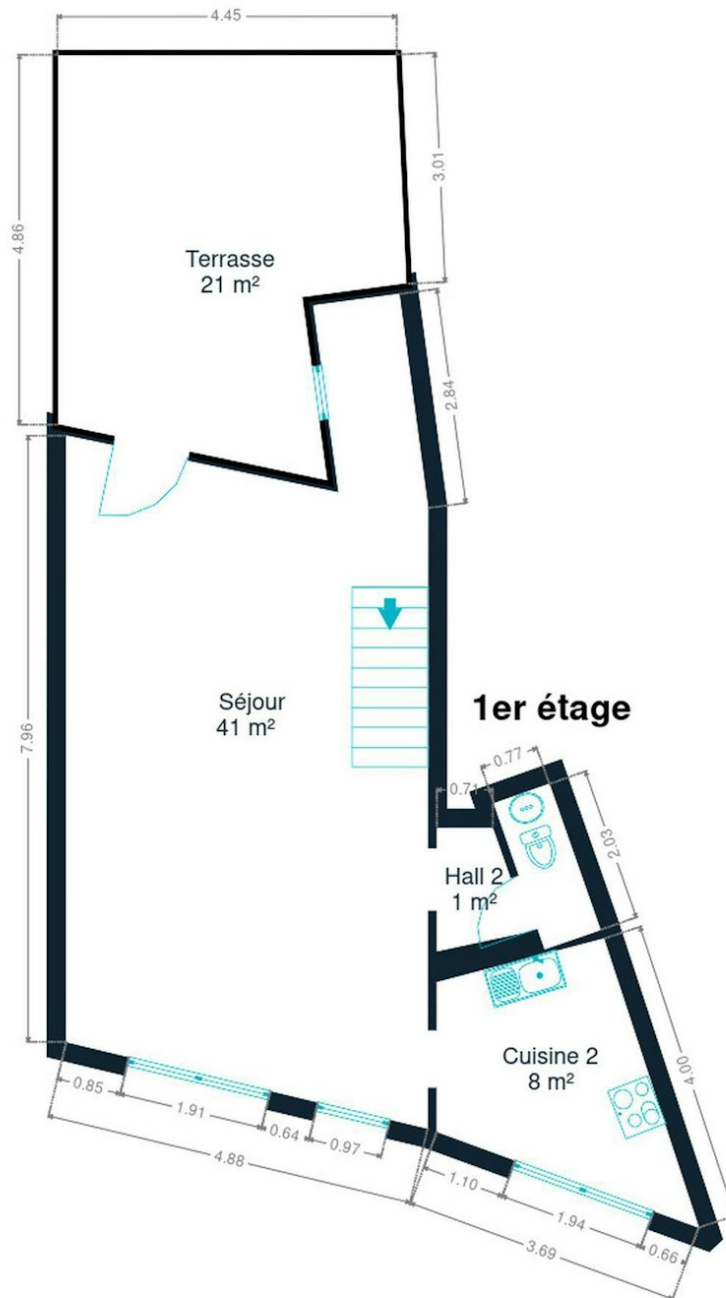 4.45
3.01
4.86
Terrasse
21 m²
2.84
7.96
Séjour
41 m²
1er étage
0.77
0.71
2.03
Hall 2
1 m²
Cuisine 2
8 m²
4.00
0.85
1.91
0.64
0.97
4.88
1.10
1.94
0.66
3.69